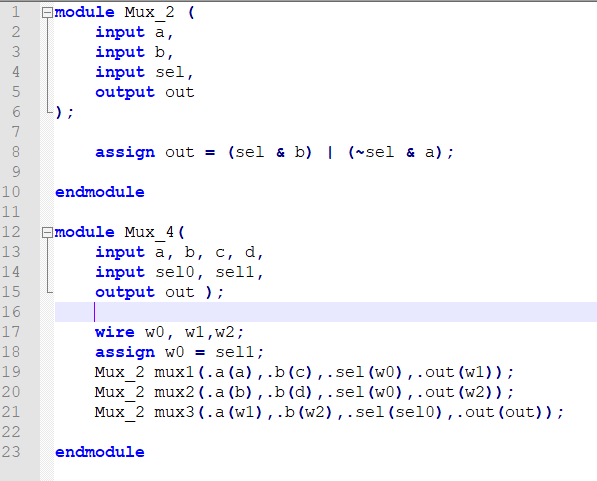 1 module Mux_2 (
2 input a,
3 input b,
4 input sel,
5 output out
6 );
7
8 assign out = (sel & b) | (~sel & a);
9
10 endmodule
11
12 module Mux_4(
13 input a, b, c, d,
14 input sel0, sel1,
15 output out );
16
17 wire w0, w1,w2;
18 assign w0 = sel1;
19 Mux_2 mux1(.a(a),.b(c),.sel(w0),.out(w1));
20 Mux_2 mux2(.a(b),.b(d),.sel(w0),.out(w2));
21 Mux_2 mux3(.a(w1),.b(w2),.sel(sel0),.out(out));
22
23 endmodule